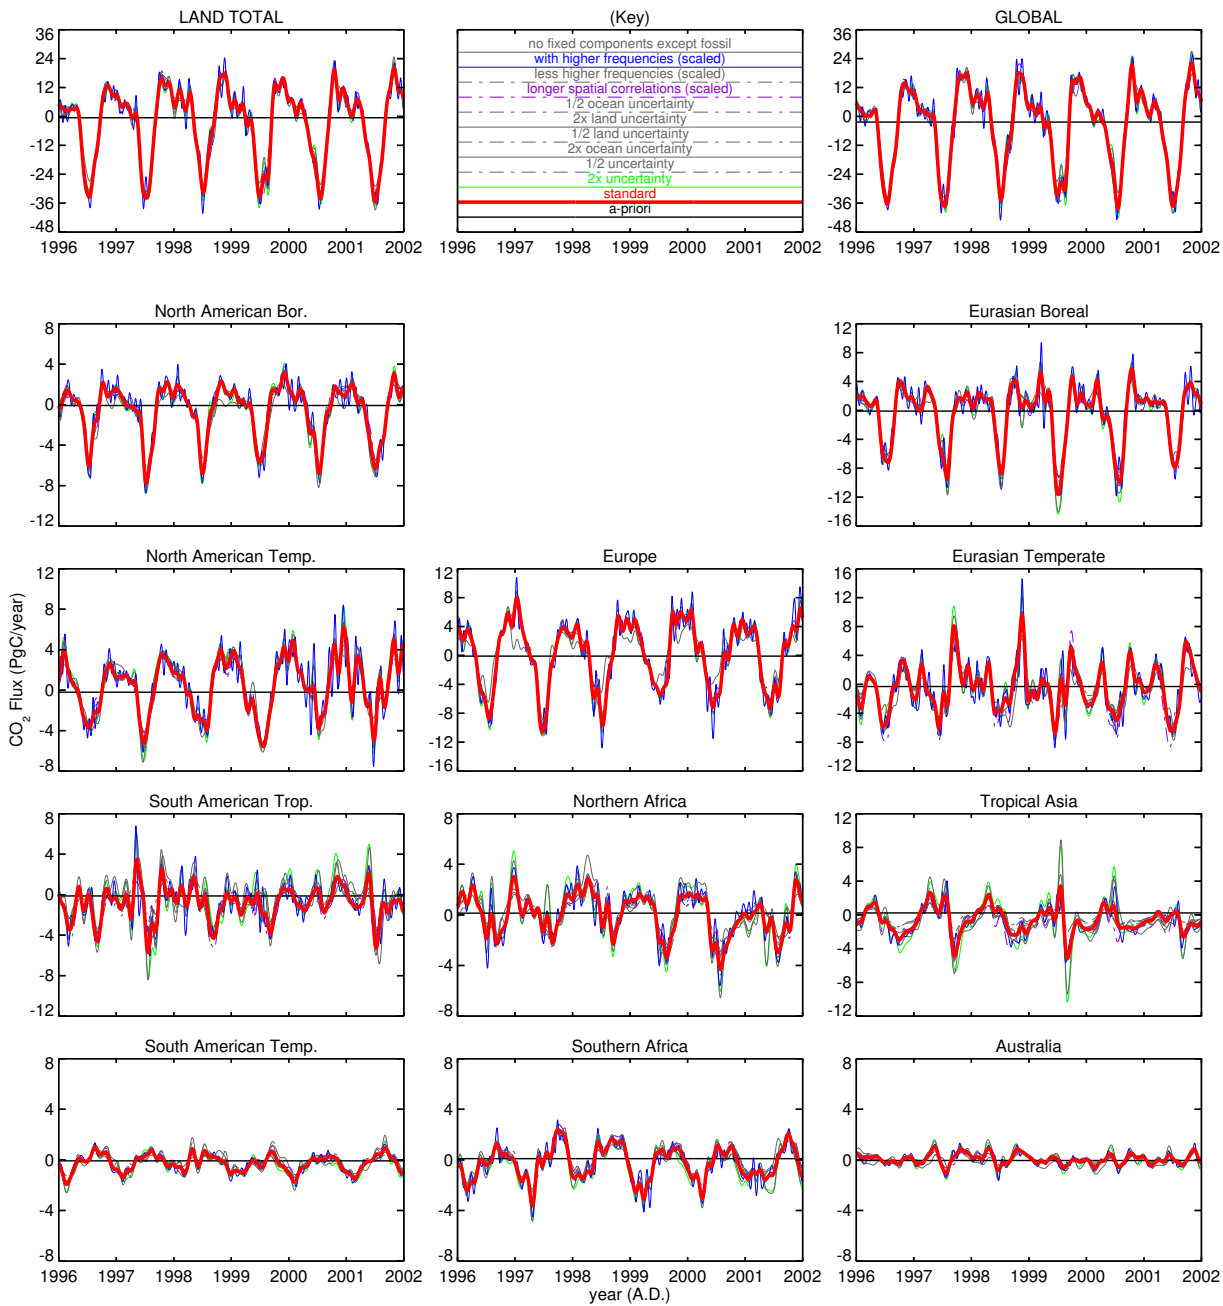 LAND TOTAL
(Key)
GLOBAL
36
24
12
0
-12
-24
-36
-48
1996 1997 1998 1999 2000 2001 2002
no fixed components except fossil
with higher frequencies (scaled)
less higher frequencies (scaled)
longer spatial correlations (scaled)
1/2 ocean uncertainty
2x land uncertainty
1/2 land uncertainty
2x ocean uncertainty
1/2 uncertainty
2x uncertainty
standard
a-priori
1996 1997 1998 1999 2000 2001 2002
36
24
12
0
-12
-24
-36
-48
1996 1997 1998 1999 2000 2001 2002
North American Bor.
8
4
0
-4
-8
-12
Eurasian Boreal
12
8
4
0
-4
-8
-12
-16
CO2 Flux (PgC/year)
North American Temp.
12
8
4
0
-4
-8
Europe
12
8
4
0
-4
-8
-12
-16
Eurasian Temperate
16
12
8
4
0
-4
-8
-12
South American Trop.
8
4
0
-4
-8
-12
Northern Africa
8
4
0
-4
-8
Tropical Asia
12
8
4
0
-4
-8
-12
South American Temp.
8
4
0
-4
-8
1996 1997 1998 1999 2000 2001 2002
Southern Africa
8
4
0
-4
-8
1996 1997 1998 1999 2000 2001 2002
year (A.D.)
Australia
8
4
0
-4
-8
1996 1997 1998 1999 2000 2001 2002